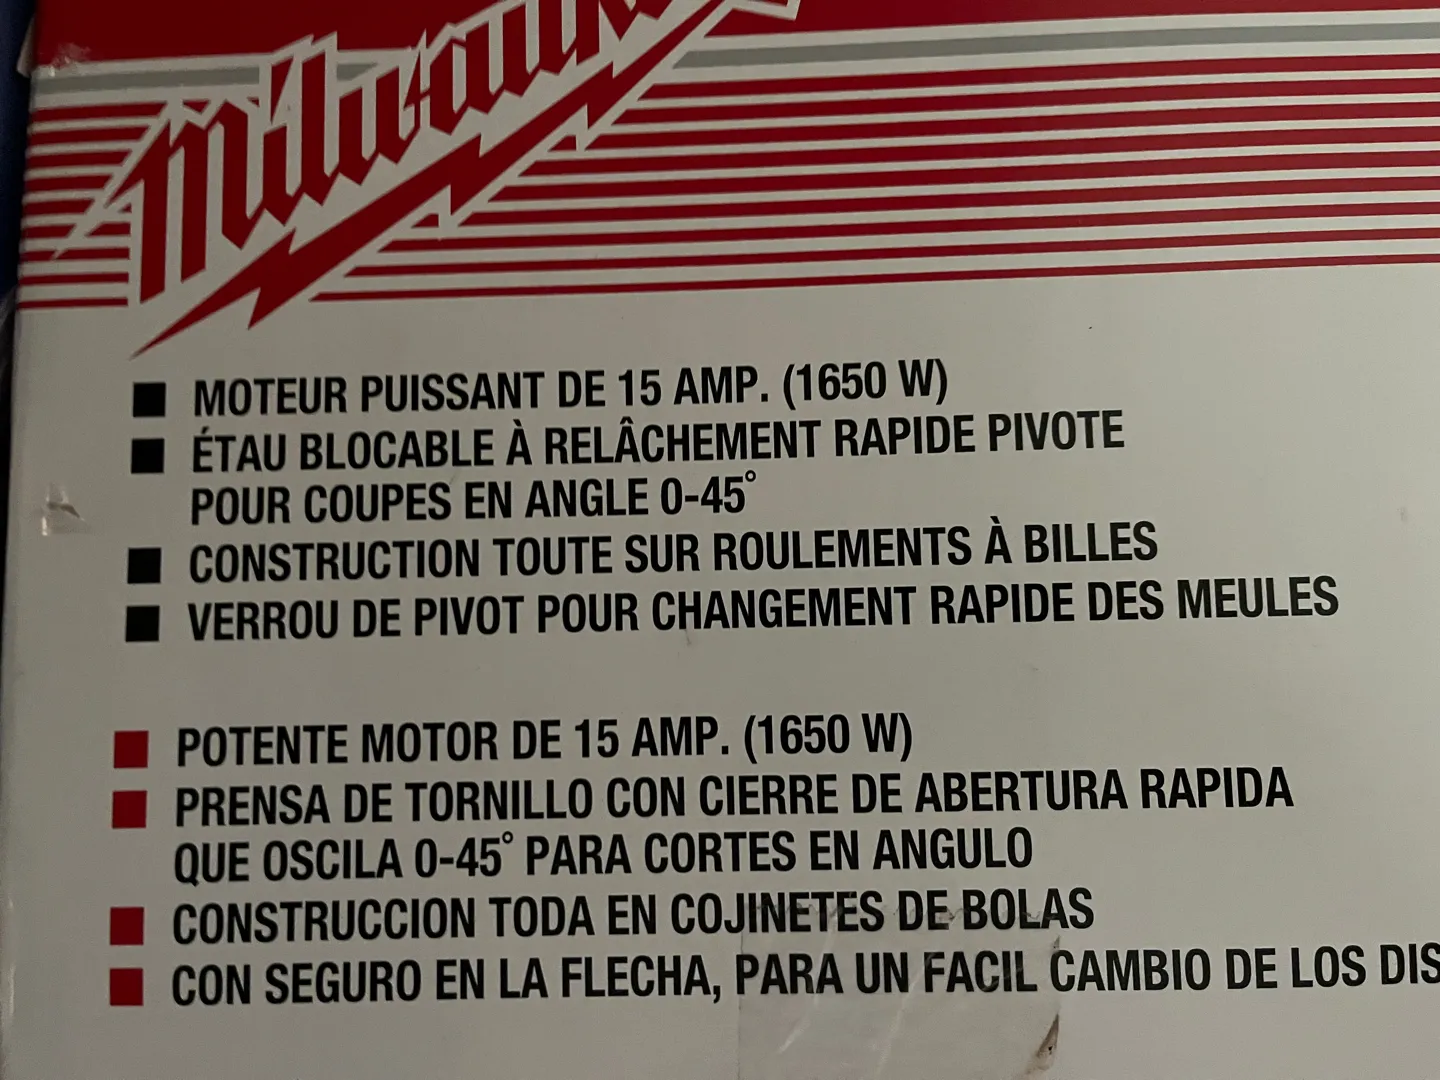 Milwauk
■ MOTEUR PUISSANT DE 15 AMP. (1650 W)
■ ÉTAU BLOCABLE À RELÂCHEMENT RAPIDE PIVOTE
POUR COUPES EN ANGLE 0-45°
■ CONSTRUCTION TOUTE SUR ROULEMENTS À BILLES
■ VERROU DE PIVOT POUR CHANGEMENT RAPIDE DES MEULES
■ POTENTE MOTOR DE 15 AMP. (1650 W)
■ PRENSA DE TORNILLO CON CIERRE DE ABERTURA RAPIDA
QUE OSCILA 0-45° PARA CORTES EN ANGULO
■ CONSTRUCCION TODA EN COJINETES DE BOLAS
■ CON SEGURO EN LA FLECHA, PARA UN FACIL CAMBIO DE LOS DIS